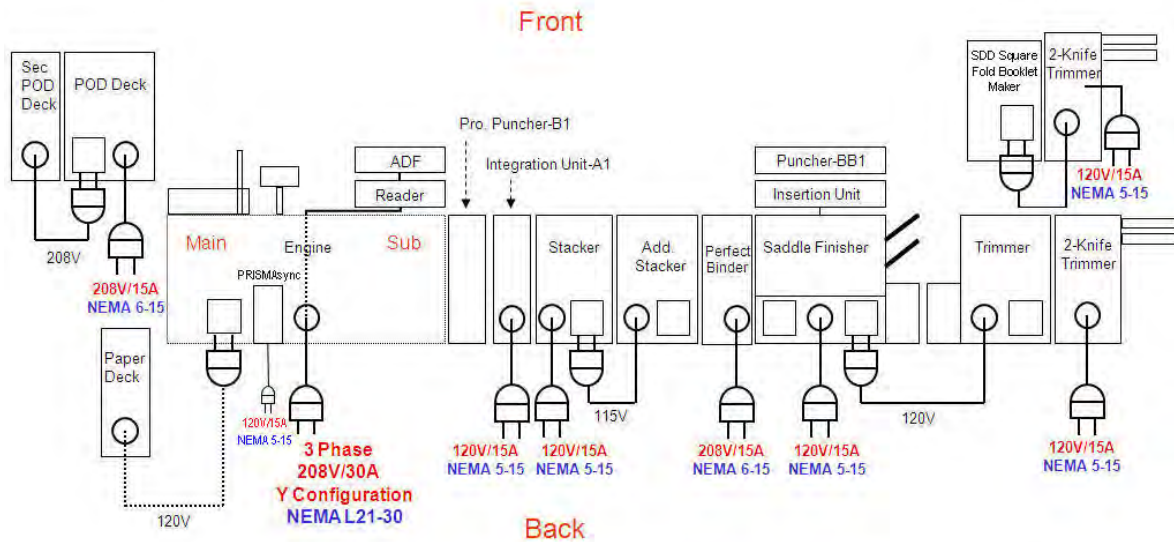 Front
Sec
POD
Deck
POD Deck
208V
208V/15A
NEMA 6-15
Paper
Deck
120V
Main
Engine
Sub
PRISMAsync
120V/15A
NEMA 5-15
ADF
Reader
3 Phase
208V/30A
Y Configuration
NEMA L21-30
Pro. Puncher-B1
Integration Unit-A1
120V/15A
NEMA 5-15
Stacker
120V/15A
NEMA 5-15
115V
Add.
Stacker
Perfect
Binder
208V/15A
NEMA 6-15
Puncher-BB1
Insertion Unit
Saddle Finisher
120V/15A
NEMA 5-15
120V
Trimmer
2-Knife
Trimmer
120V/15A
NEMA 5-15
SDD Square
Fold Booklet
Maker
2-Knife
Trimmer
120V/15A
NEMA 5-15
Back